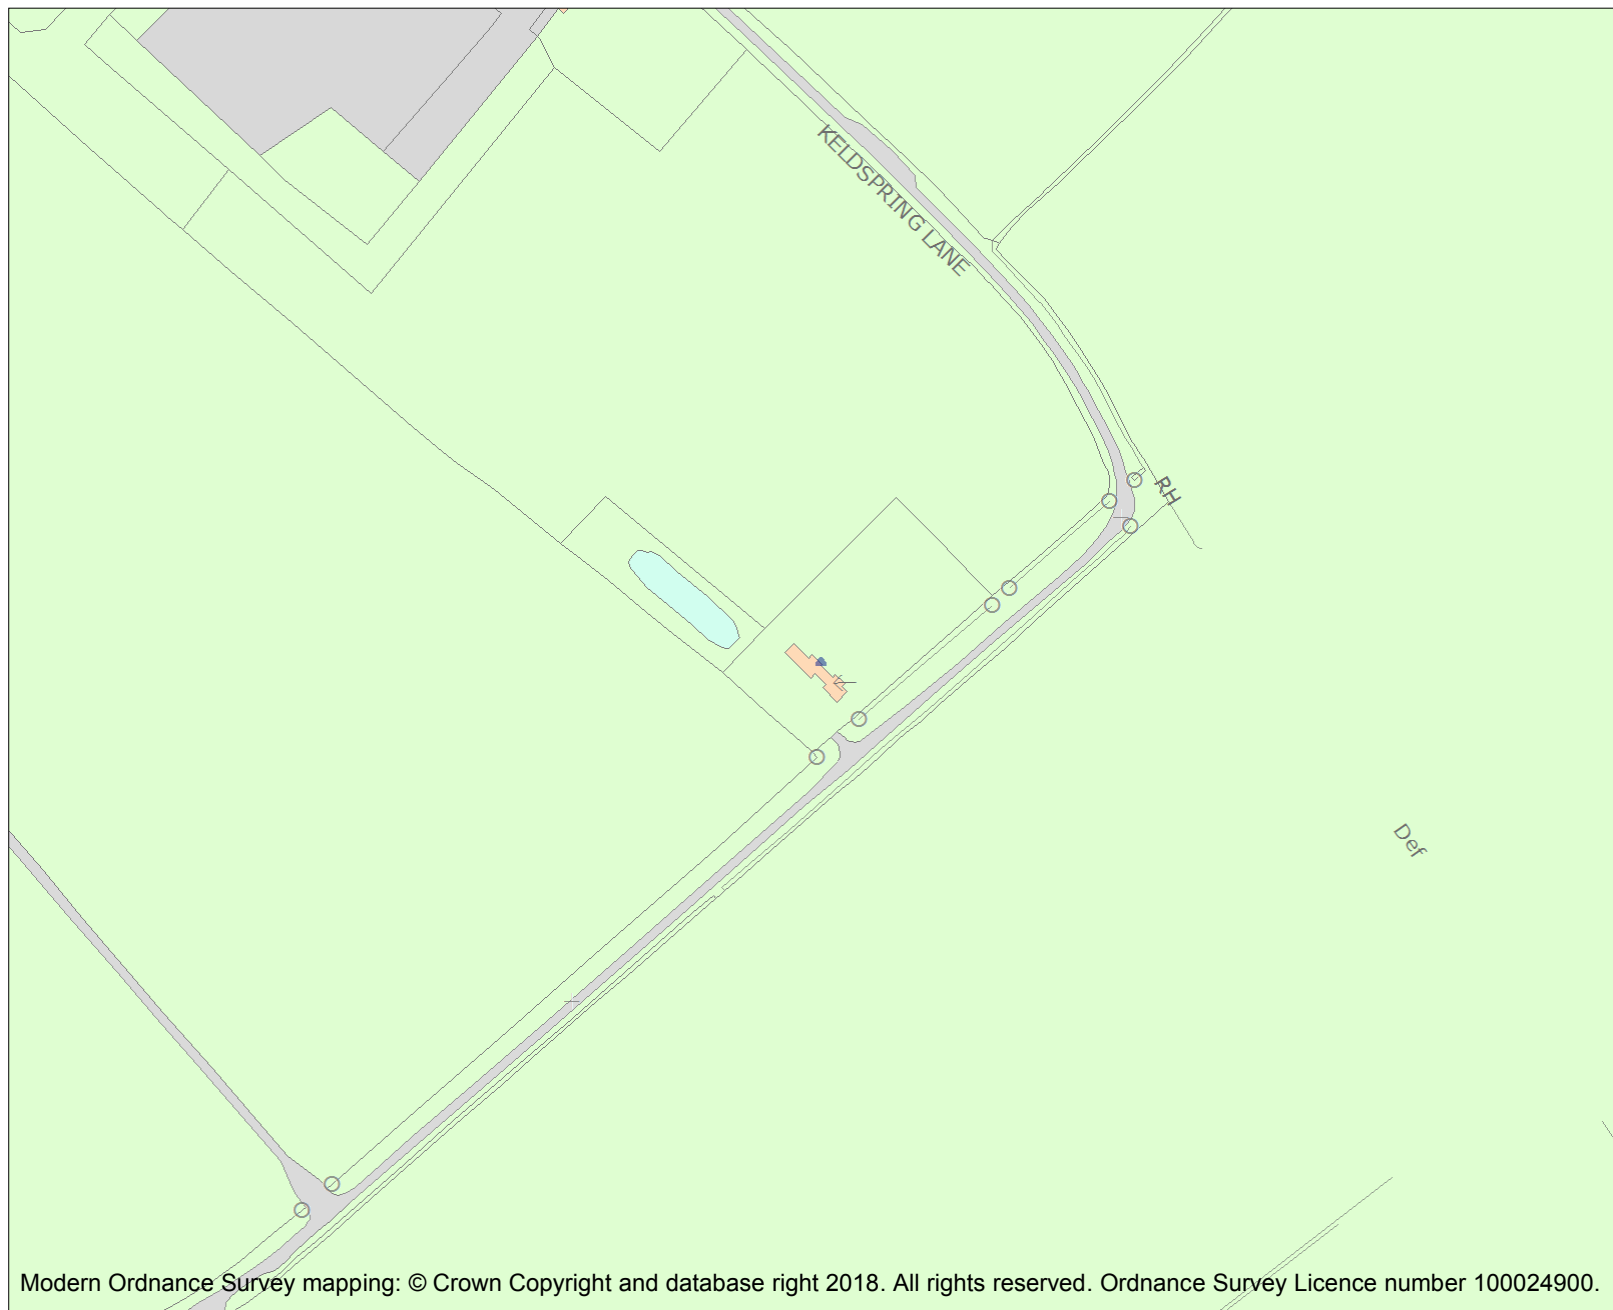 KELDSPRING LANE
RH
Def
Modern Ordnance Survey mapping: © Crown Copyright and database right 2018. All rights reserved. Ordnance Survey Licence number 100024900.